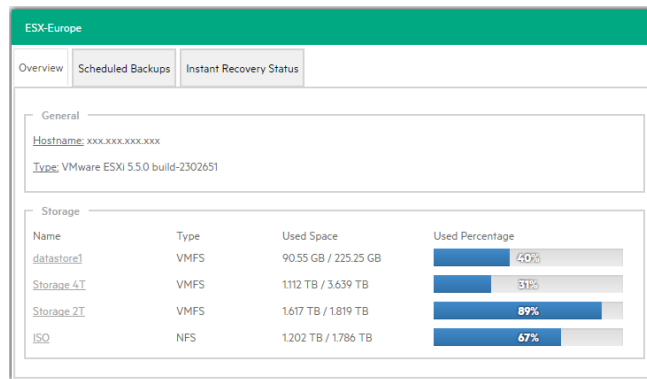 ESX-Europe
Overview Scheduled Backups Instant Recovery Status
General
Hostname: xxx.xxx.xxx.xxx
Type: VMware ESXi 5.5.0 build-2302651
Storage
Name Type Used Space Used Percentage
datastore1 VMFS 90.55 GB / 225.25 GB 40%
Storage 4T VMFS 1.112 TB / 3.639 TB 31%
Storage 2T VMFS 1.617 TB / 1.819 TB 89%
ISO NFS 1.202 TB / 1.786 TB 67%